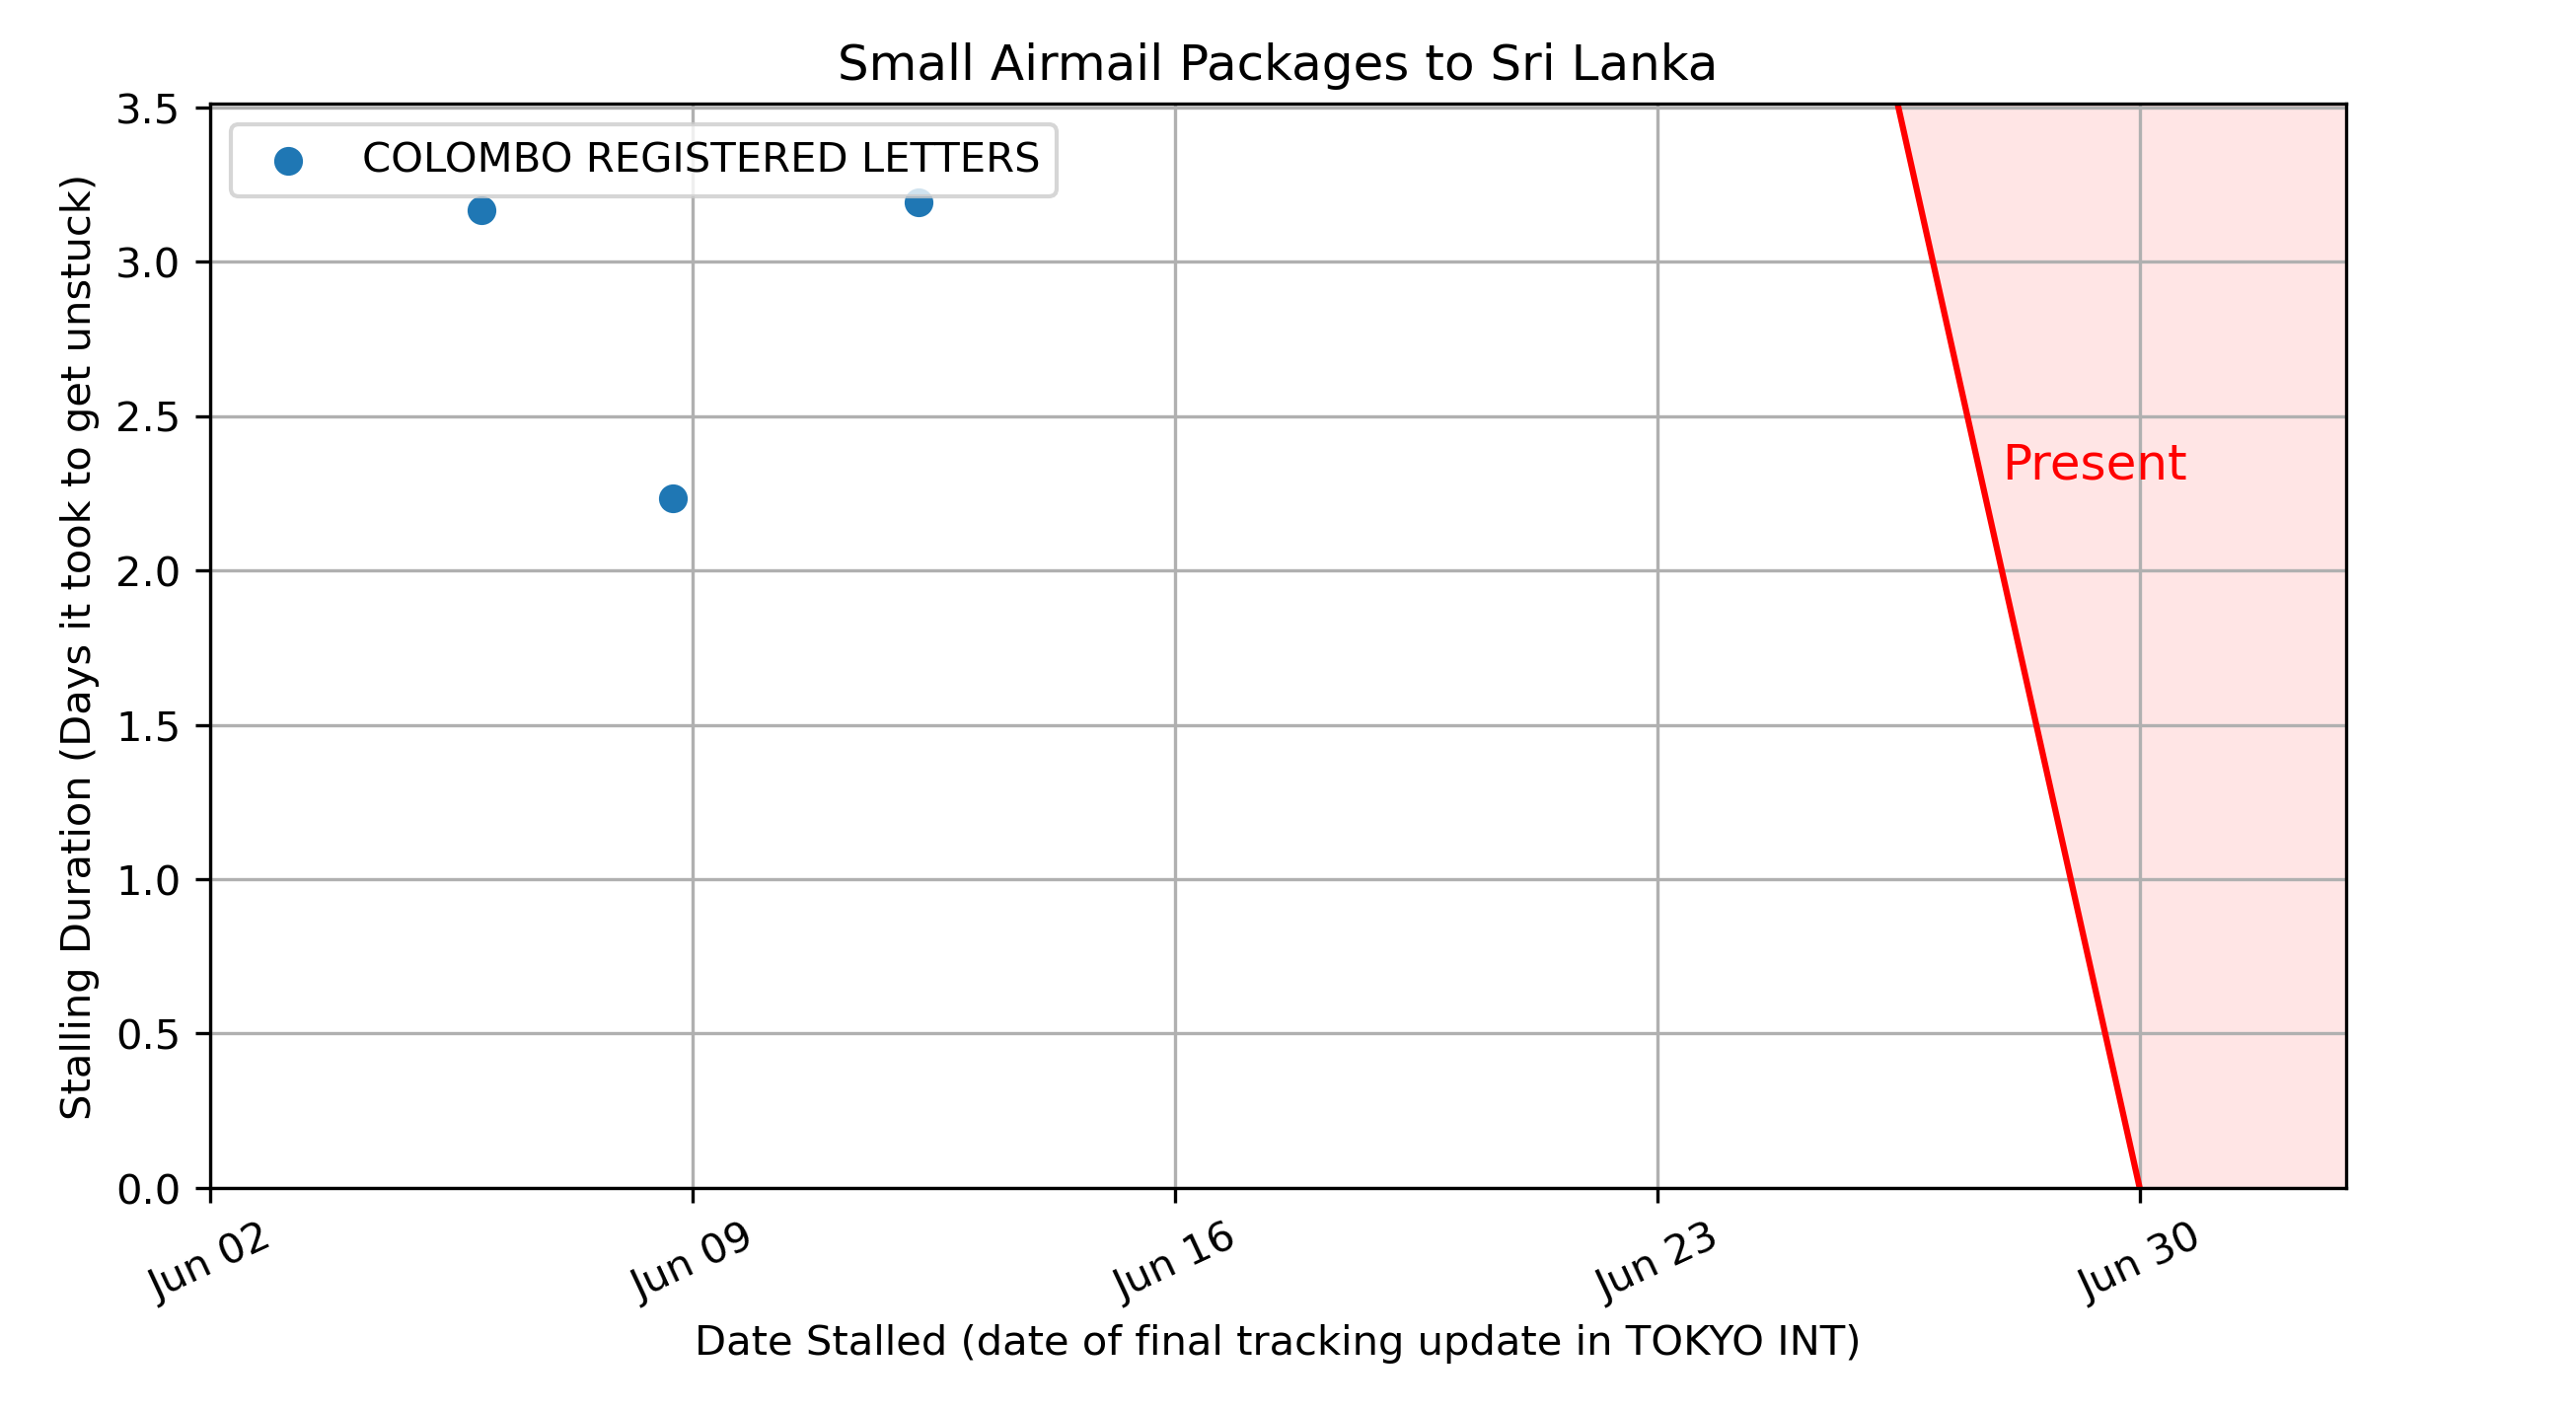 Small Airmail Packages to Sri Lanka
COLOMBO REGISTERED LETTERS
Present
Stalling Duration (Days it took to get unstuck)
3.5
3.0
2.5
2.0
1.5
1.0
0.5
0.0
Jun 02
Jun 09
Jun 16
Jun 23
Jun 30
Date Stalled (date of final tracking update in TOKYO INT)